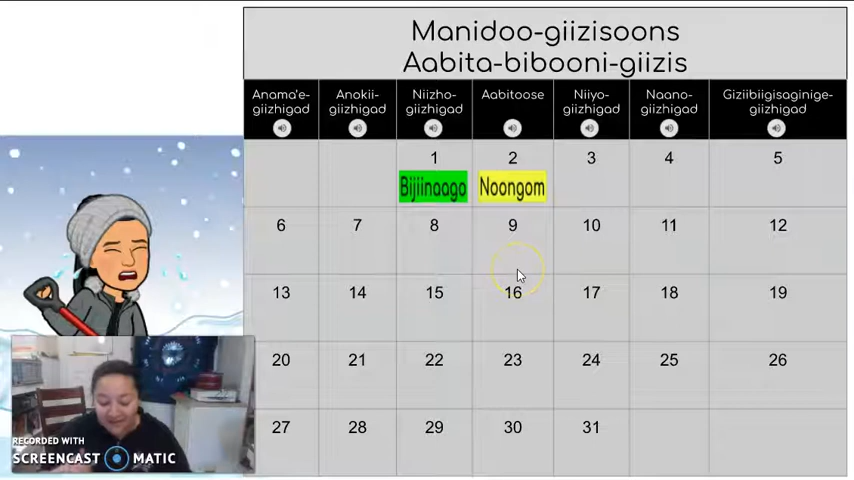 Manidoo-giizisoons
Aabita-bibooni-giizis
Anama'e-giizhigad
Anokii-giizhigad
Niizho-giizhigad
Aabitoose
Niiyo-giizhigad
Naano-giizhigad
Giziibiigisaginige-giizhigad
1 2 3 4 5
Bijiinaago Noongom
6 7 8 9 10 11 12
13 14 15 16 17 18 19
20 21 22 23 24 25 26
27 28 29 30 31
RECORDED WITH
SCREENCAST MATIC